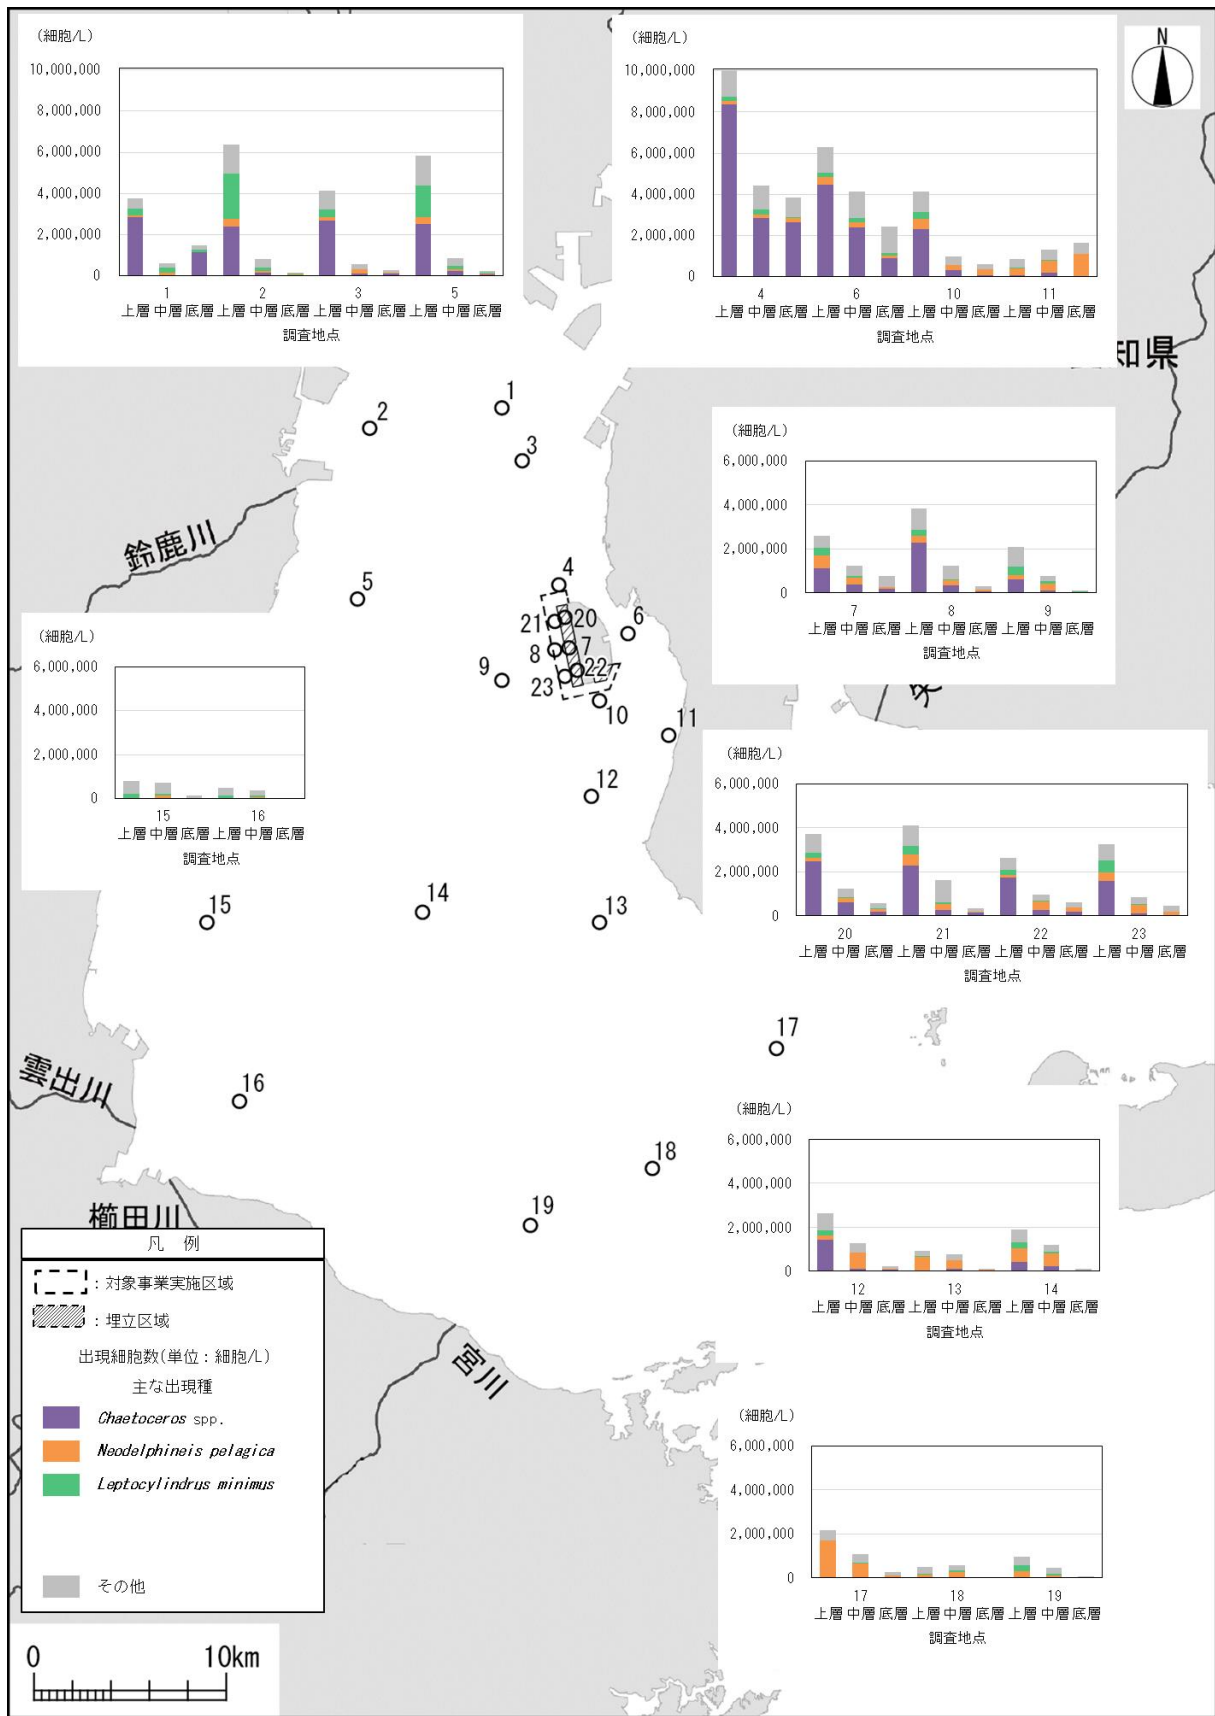 (細胞/L)
10,000,000
8,000,000
6,000,000
4,000,000
2,000,000
0
1 2 3 5
上層 中層 底層 上層 中層 底層 上層 中層 底層 上層 中層 底層
調査地点
(細胞/L)
10,000,000
8,000,000
6,000,000
4,000,000
2,000,000
0
4 6 10 11
上層 中層 底層 上層 中層 底層 上層 中層 底層 上層 中層 底層
調査地点
N
知県
1
2
3
(細胞/L)
6,000,000
4,000,000
2,000,000
0
7 8 9
上層 中層 底層 上層 中層 底層 上層 中層 底層
調査地点
鈴鹿川
4
5
21 20
6
8 7
9
22
23
10
11
12
(細胞/L)
6,000,000
4,000,000
2,000,000
0
15 16
上層 中層 底層 上層 中層 底層
調査地点
(細胞/L)
6,000,000
4,000,000
2,000,000
0
20 21 22 23
上層 中層 底層 上層 中層 底層 上層 中層 底層 上層 中層 底層
調査地点
15
14
13
17
雲出川
16
18
19
(細胞/L)
6,000,000
4,000,000
2,000,000
0
12 13 14
上層 中層 底層 上層 中層 底層 上層 中層 底層
調査地点
櫛田川
宮川
凡 例
: 対象事業実施区域
: 埋立区域
出現細胞数(単位:細胞/L)
主な出現種
Chaetoceros spp.
Neodelphineis pelagica
Leptocylindrus minimus
その他
(細胞/L)
6,000,000
4,000,000
2,000,000
0
17 18 19
上層 中層 底層 上層 中層 底層 上層 中層 底層
調査地点
0 10km